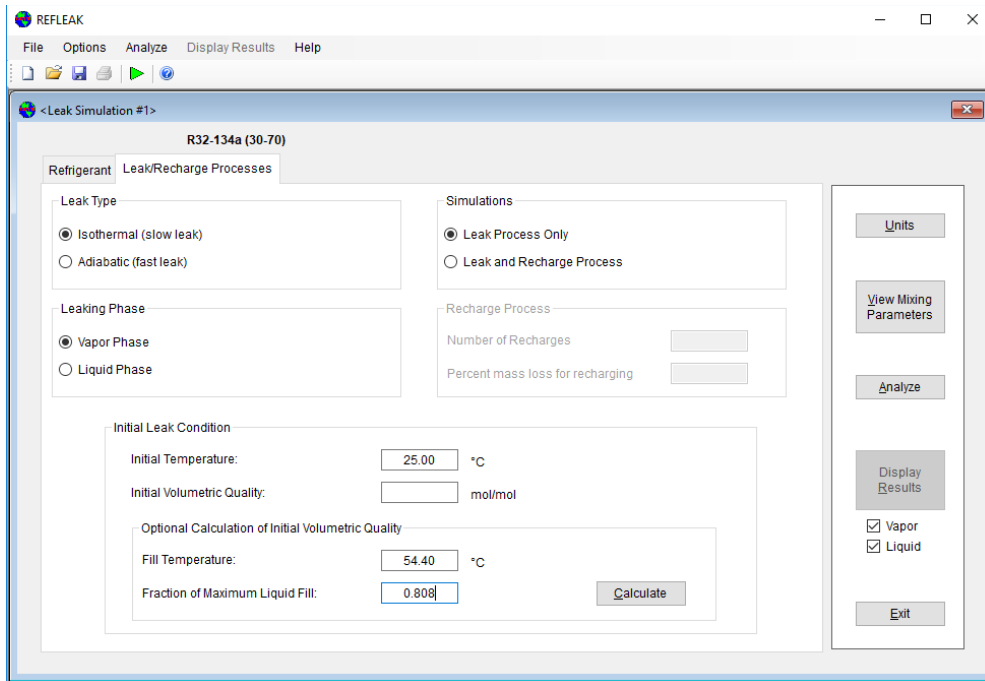 REFLEAK
File Options Analyze Display Results Help
<Leak Simulation #1>
R32-134a (30-70)
Refrigerant Leak/Recharge Processes
Leak Type
Isothermal (slow leak)
Adiabatic (fast leak)
Simulations
Leak Process Only
Leak and Recharge Process
Leaking Phase
Vapor Phase
Liquid Phase
Recharge Process
Number of Recharges
Percent mass loss for recharging
Initial Leak Condition
Initial Temperature: 25.00 °C
Initial Volumetric Quality: mol/mol
Optional Calculation of Initial Volumetric Quality
Fill Temperature: 54.40 °C
Fraction of Maximum Liquid Fill: 0.808 Calculate
Units
View Mixing
Parameters
Analyze
Display
Results
Vapor
Liquid
Exit